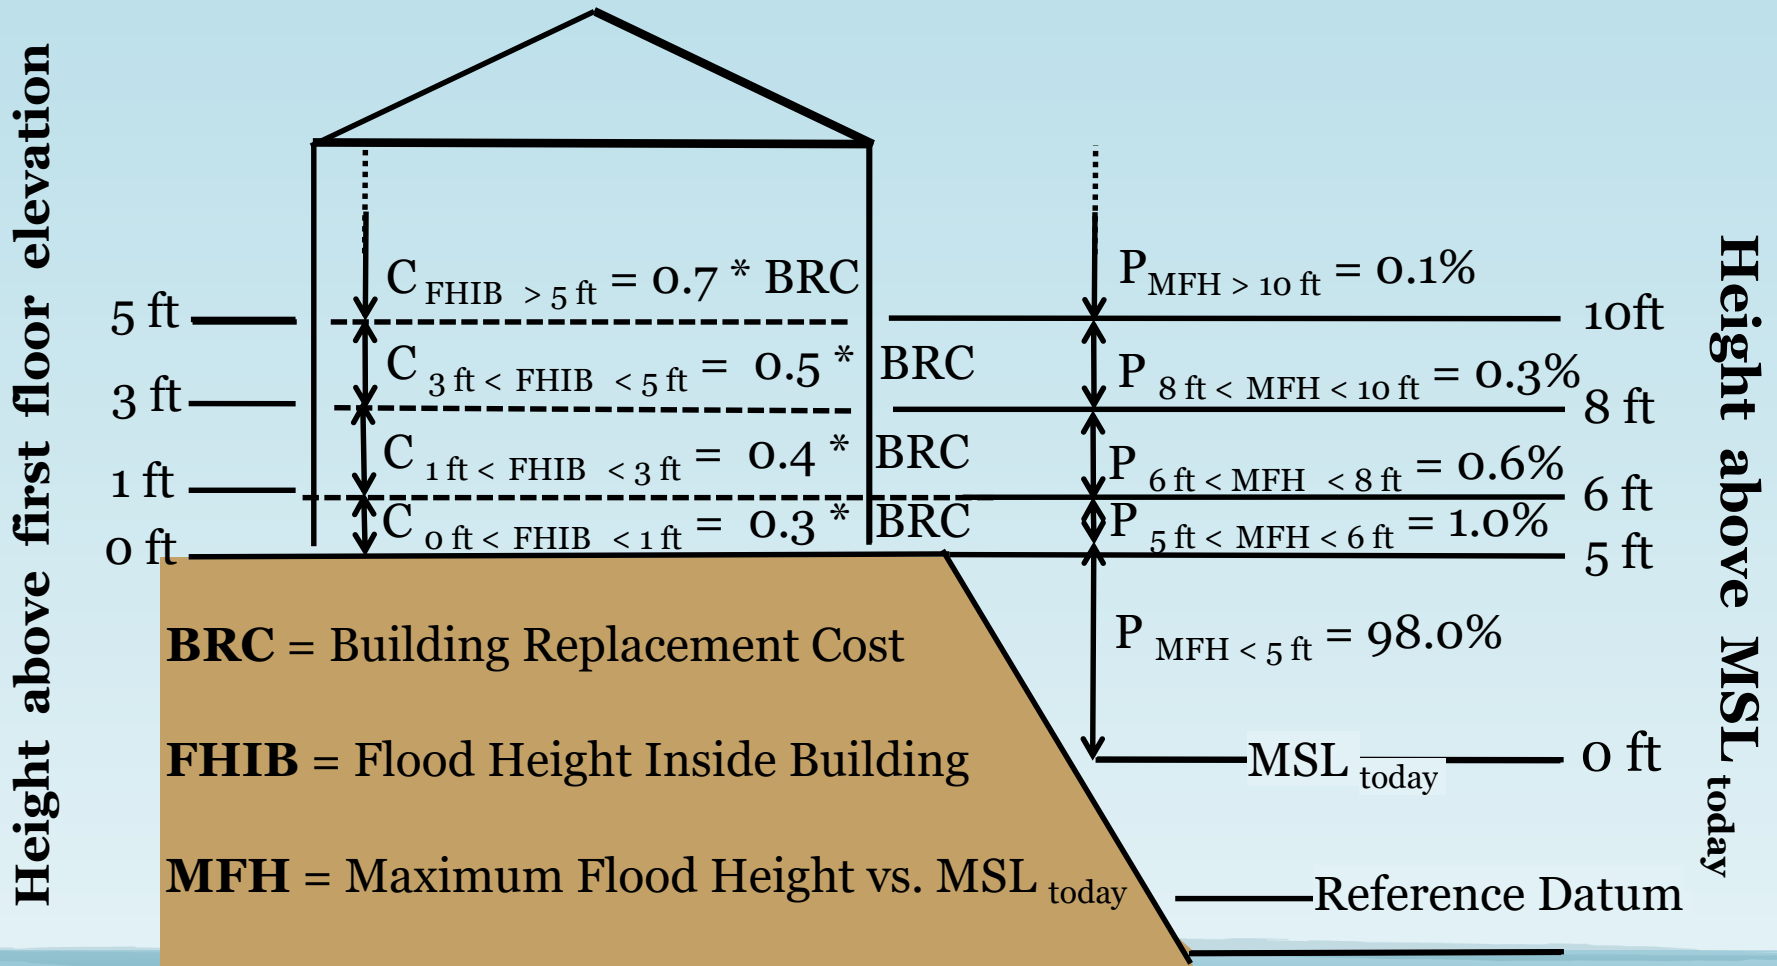 Height above first floor elevation
C FHIB > 5 ft = 0.7 * BRC
P MFH > 10 ft = 0.1%
5 ft
10ft
C 3 ft < FHIB < 5 ft = 0.5 * BRC
P 8 ft < MFH < 10 ft = 0.3%
3 ft
8 ft
C 1 ft < FHIB < 3 ft = 0.4 * BRC
P 6 ft < MFH < 8 ft = 0.6%
1 ft
6 ft
C 0 ft < FHIB < 1 ft = 0.3 * BRC
P 5 ft < MFH < 6 ft = 1.0%
0 ft
5 ft
BRC = Building Replacement Cost
P MFH < 5 ft = 98.0%
FHIB = Flood Height Inside Building
MSL today
0 ft
MFH = Maximum Flood Height vs. MSL today
Reference Datum
Height above MSL today